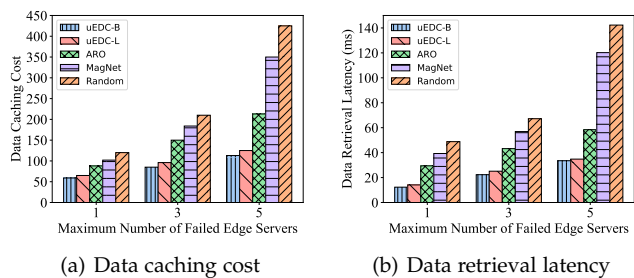 450
400
350
300
250
200
150
100
50
0
Data Caching Cost
uEDC-B
uEDC-L
ARO
MagNet
Random
1 3 5
Maximum Number of Failed Edge Servers
(a) Data caching cost
140
120
100
80
60
40
20
0
Data Retrieval Latency (ms)
uEDC-B
uEDC-L
ARO
MagNet
Random
1 3 5
Maximum Number of Failed Edge Servers
(b) Data retrieval latency